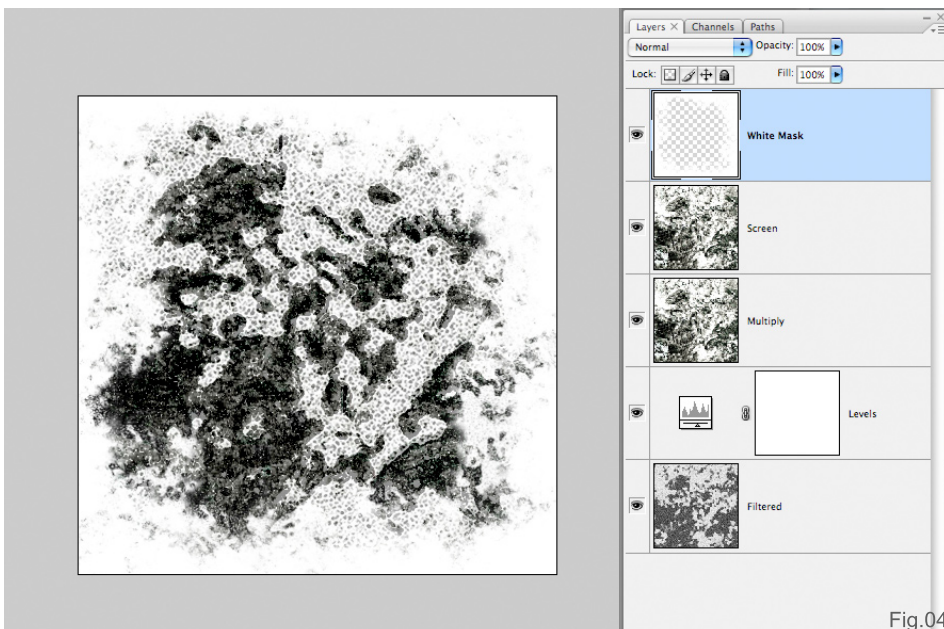 Layers × Channels Paths
Normal Opacity: 100%
Lock: Fill: 100%
White Mask
Screen
Multiply
Levels
Filtered
Fig.04